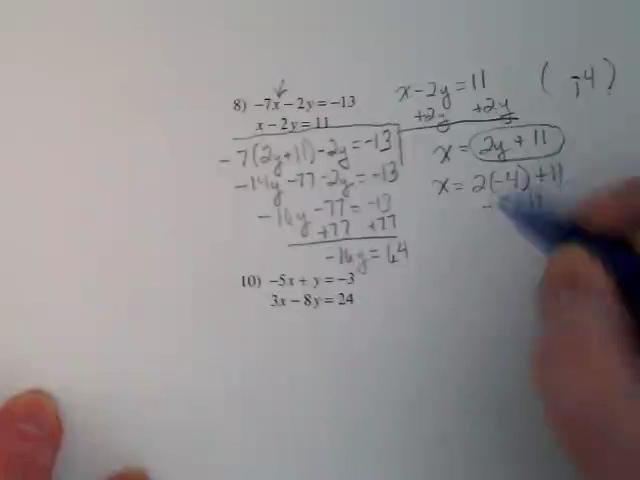 8) -7x - 2y = -13
x - 2y = 11
-7(2y+11)-2y=-13
-14y -77 -2y = -13
-16y -77 = -13
+77 +77
-16y = 64
x - 2y = 11
+2y +2y
x = 2y + 11
x = 2(-4) + 11
( ,-4)
10) -5x + y = -3
3x - 8y = 24